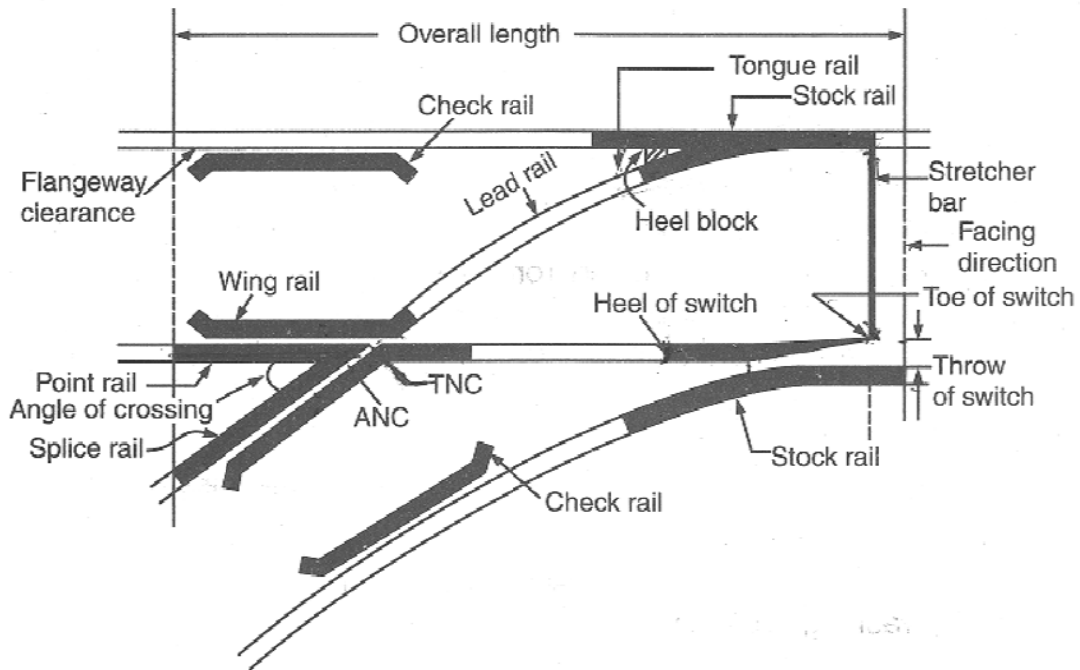 Overall length
Tongue rail
Check rail
Stock rail
Flangeway
clearance
Lead rail
Stretcher
bar
Heel block
Facing
direction
Wing rail
Heel of switch
Toe of switch
Point rail
TNC
Throw
of switch
Angle of crossing
ANC
Splice rail
Stock rail
Check rail